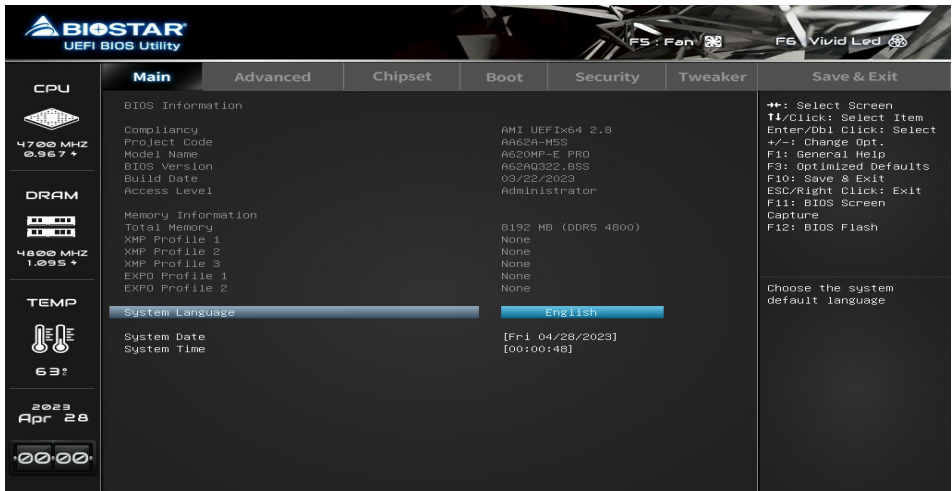 BIOSTAR
UEFI BIOS Utility
F5 : Fan
F6 Vivid Led
CPU
4700 MHZ
0.967
DRAM
4800 MHZ
1.095
TEMP
63
2023
Apr 28
00 00
Main Advanced Chipset Boot Security Tweaker Save & Exit
BIOS Information
Compliancy AMI UEFIx64 2.8
Project Code AA62A-M5S
Model Name A620MP-E PRO
BIOS Version A62AQ322.BSS
Build Date 03/22/2023
Access Level Administrator
Memory Information
Total Memory 8192 MB (DDR5 4800)
XMP Profile 1 None
XMP Profile 2 None
XMP Profile 3 None
EXPO Profile 1 None
EXPO Profile 2 None
System Language English
System Date [Fri 04/28/2023]
System Time [00:00:48]
→←: Select Screen
↑↓/Click: Select Item
Enter/Dbl Click: Select
+/-: Change Opt.
F1: General Help
F3: Optimized Defaults
F10: Save & Exit
ESC/Right Click: Exit
F11: BIOS Screen
Capture
F12: BIOS Flash
Choose the system
default language